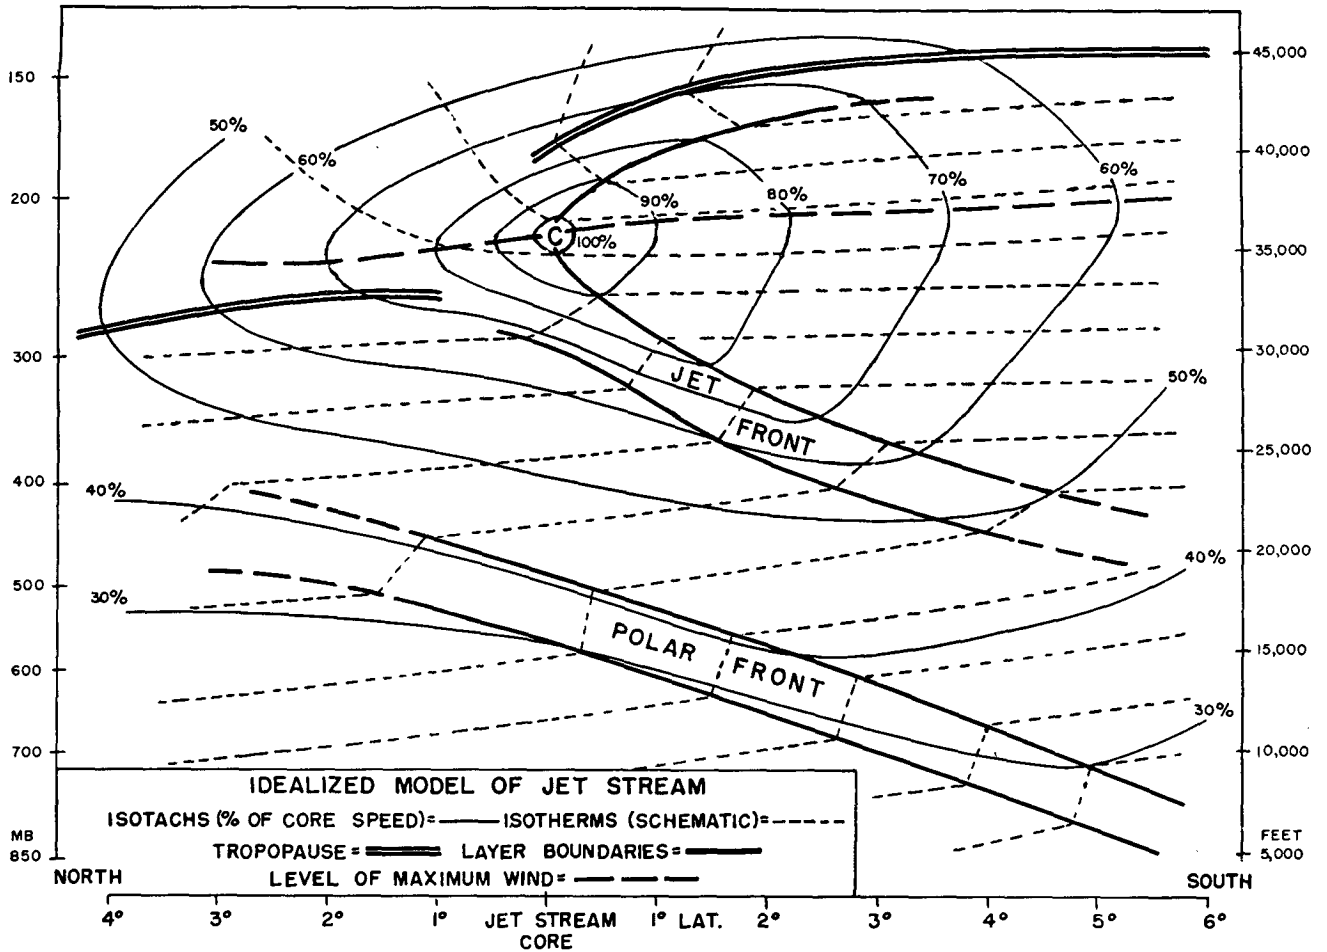 150
200
300
400
500
600
700
MB
850
45,000
40,000
35,000
30,000
25,000
20,000
15,000
10,000
FEET
5,000
50%
60%
90%
80%
70%
60%
C
100%
JET
FRONT
50%
40%
40%
30%
POLAR
FRONT
30%
IDEALIZED MODEL OF JET STREAM
ISOTACHS (% OF CORE SPEED)= ISOTHERMS (SCHEMATIC)=
TROPOPAUSE= LAYER BOUNDARIES=
LEVEL OF MAXIMUM WIND=
NORTH
SOUTH
4° 3° 2° 1° JET STREAM 1° LAT. 2° 3° 4° 5° 6°
CORE